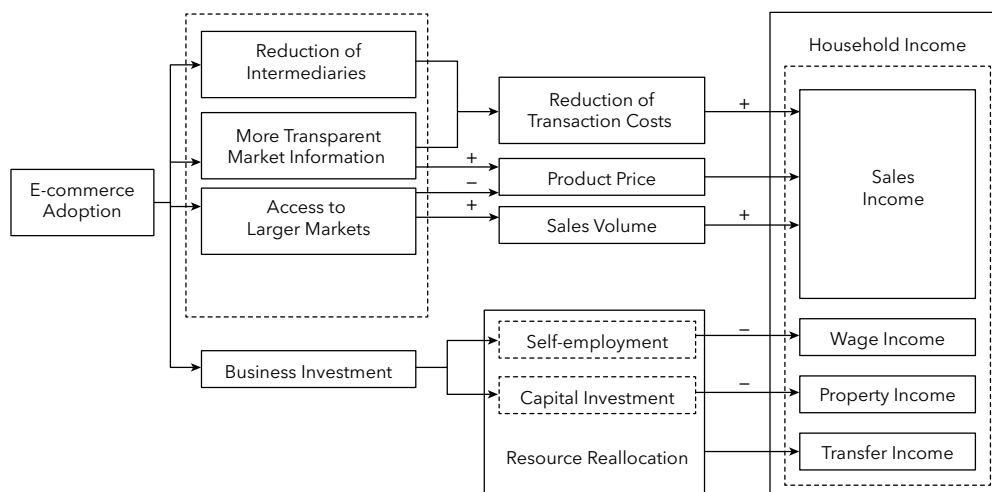 E-commerce
Adoption
Reduction of
Intermediaries
More Transparent
Market Information
Access to
Larger Markets
Business Investment
Reduction of
Transaction Costs
+
Product Price
–
+
Sales Volume
Self-employment
Capital Investment
Resource Reallocation
Household Income
+
Sales
Income
+
–
Wage Income
–
Property Income
Transfer Income